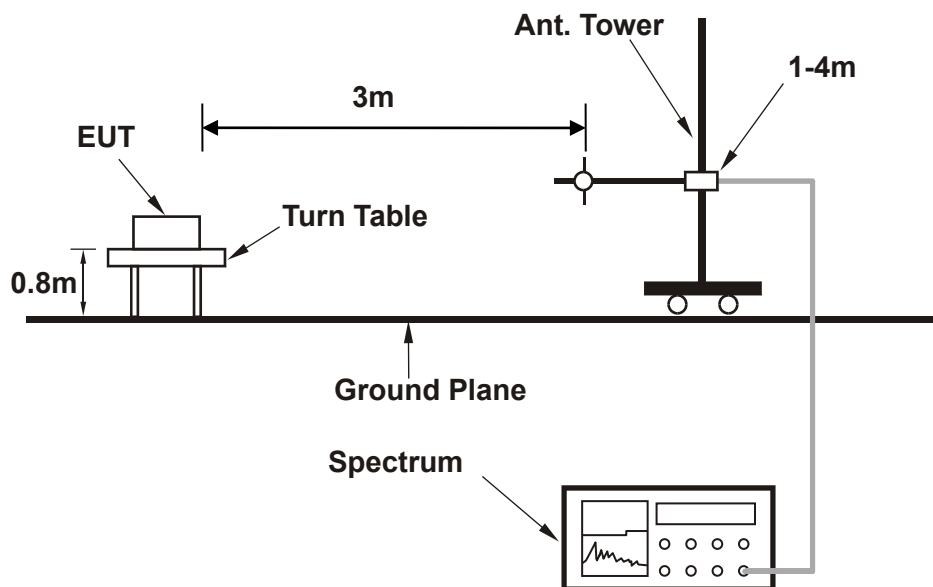 Ant. Tower
1-4m
3m
EUT
Turn Table
0.8m
Ground Plane
Spectrum